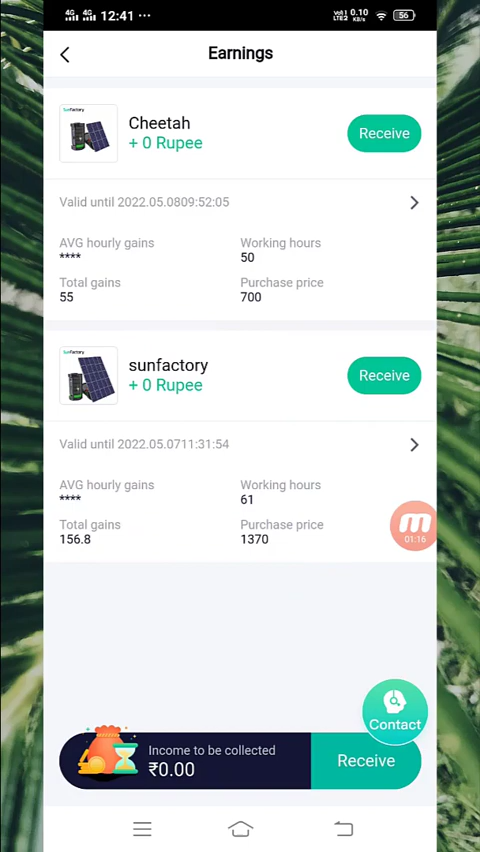 4G 4G 12:41 ··· VoLTE LTE2 0.10 KB/s 56
Earnings
SunFactory
Cheetah
+ 0 Rupee
Receive
Valid until 2022.05.0809:52:05
AVG hourly gains Working hours
**** 50
Total gains Purchase price
55 700
SunFactory
sunfactory
+ 0 Rupee
Receive
Valid until 2022.05.0711:31:54
AVG hourly gains Working hours
**** 61
Total gains Purchase price
156.8 1370
01:16
Contact
Income to be collected
₹0.00
Receive